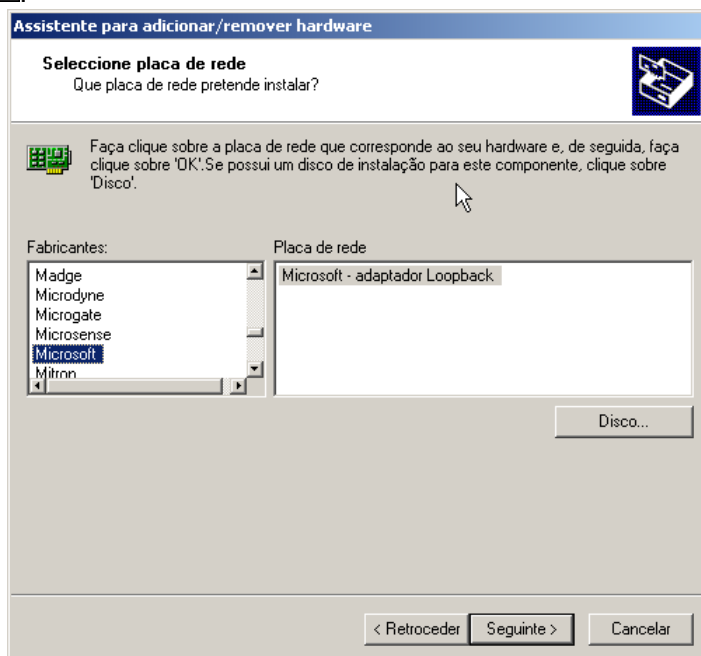 Assistente para adicionar/remover hardware
Seleccione placa de rede
Que placa de rede pretende instalar?
Faça clique sobre a placa de rede que corresponde ao seu hardware e, de seguida, faça
clique sobre 'OK'.Se possui um disco de instalação para este componente, clique sobre
'Disco'.
Fabricantes:
Madge
Microdyne
Microgate
Microsense
Microsoft
Mitron
Placa de rede
Microsoft - adaptador Loopback
Disco...
< Retroceder
Seguinte >
Cancelar